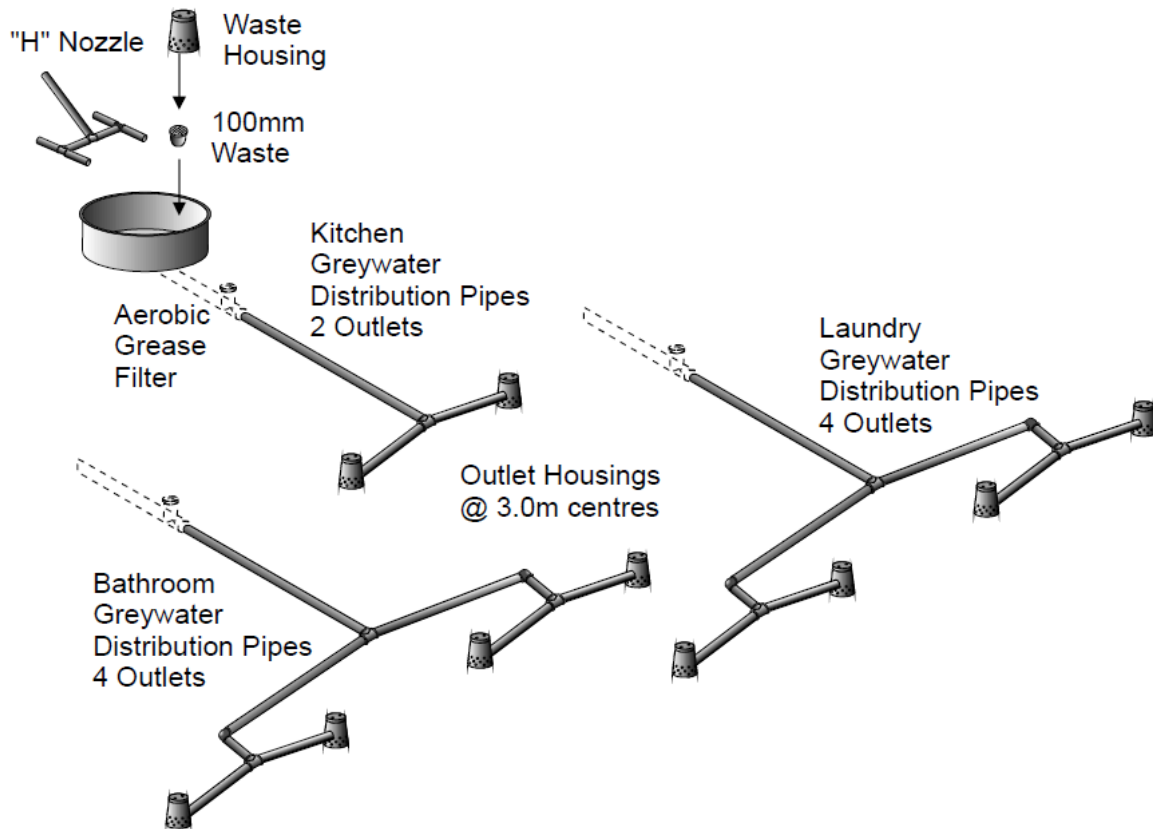 "H" Nozzle
Waste
Housing
100mm
Waste
Kitchen
Greywater
Distribution Pipes
2 Outlets
Aerobic
Grease
Filter
Laundry
Greywater
Distribution Pipes
4 Outlets
Outlet Housings
@ 3.0m centres
Bathroom
Greywater
Distribution Pipes
4 Outlets